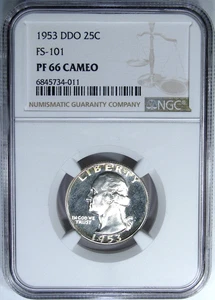 1953 DDO 25C
FS-101
PF 66 CAMEO
6845734-011
NUMISMATIC GUARANTY COMPANY
NGC
LIBERTY
IN GOD WE
TRUST
1953